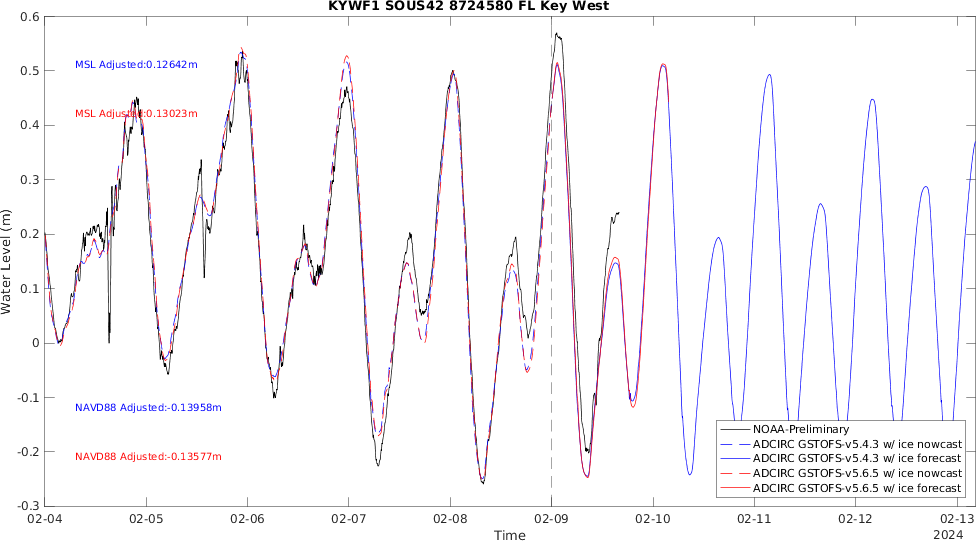 KYWF1 SOUS42 8724580 FL Key West
0.6
0.5
0.4
0.3
0.2
0.1
0
-0.1
-0.2
-0.3
Water Level (m)
MSL Adjusted:0.12642m
MSL Adjusted:0.13023m
NAVD88 Adjusted:-0.13958m
NAVD88 Adjusted:-0.13577m
NOAA-Preliminary
ADCIRC GSTOFS-v5.4.3 w/ ice nowcast
ADCIRC GSTOFS-v5.4.3 w/ ice forecast
ADCIRC GSTOFS-v5.6.5 w/ ice nowcast
ADCIRC GSTOFS-v5.6.5 w/ ice forecast
02-04 02-05 02-06 02-07 02-08 02-09 02-10 02-11 02-12 02-13
Time
2024